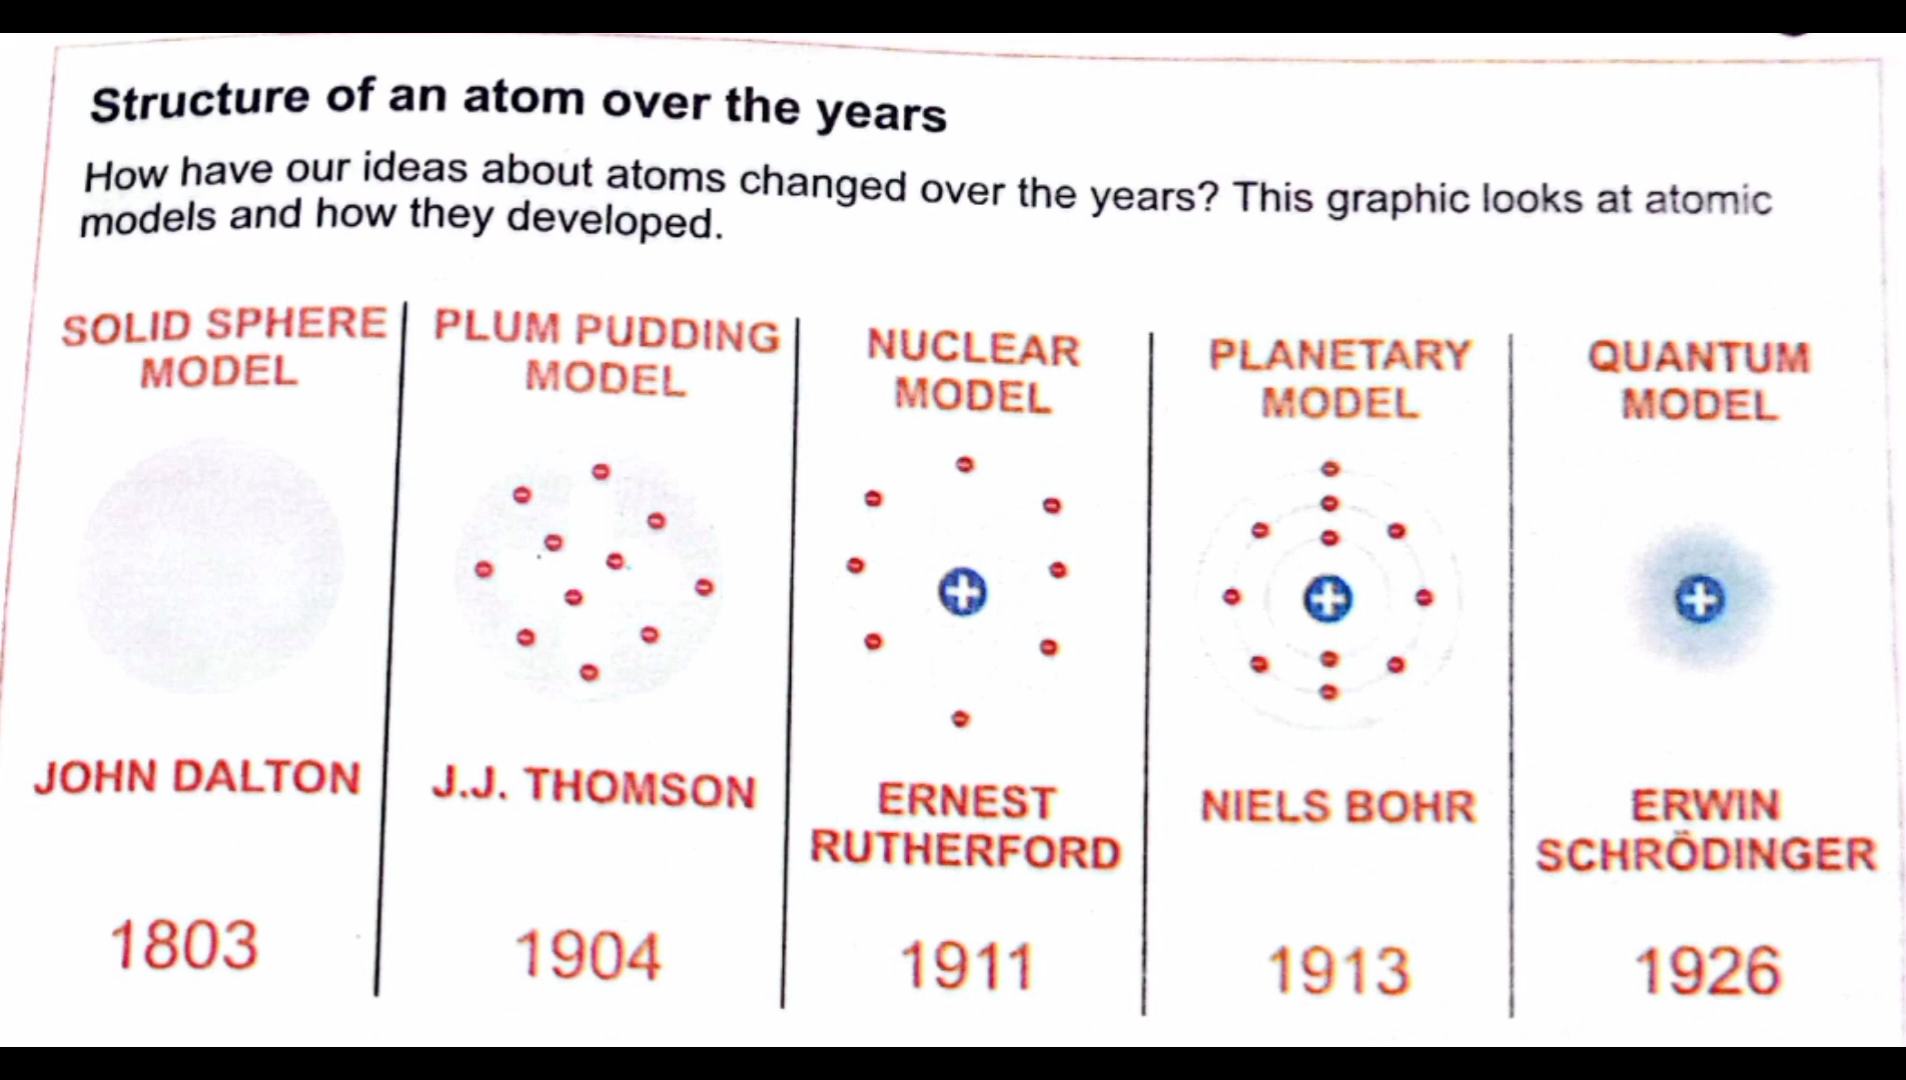 Structure of an atom over the years
How have our ideas about atoms changed over the years? This graphic looks at atomic
models and how they developed.
SOLID SPHERE
MODEL
JOHN DALTON
1803
PLUM PUDDING
MODEL
J.J. THOMSON
1904
NUCLEAR
MODEL
+
ERNEST
RUTHERFORD
1911
PLANETARY
MODEL
+
NIELS BOHR
1913
QUANTUM
MODEL
+
ERWIN
SCHRÖDINGER
1926